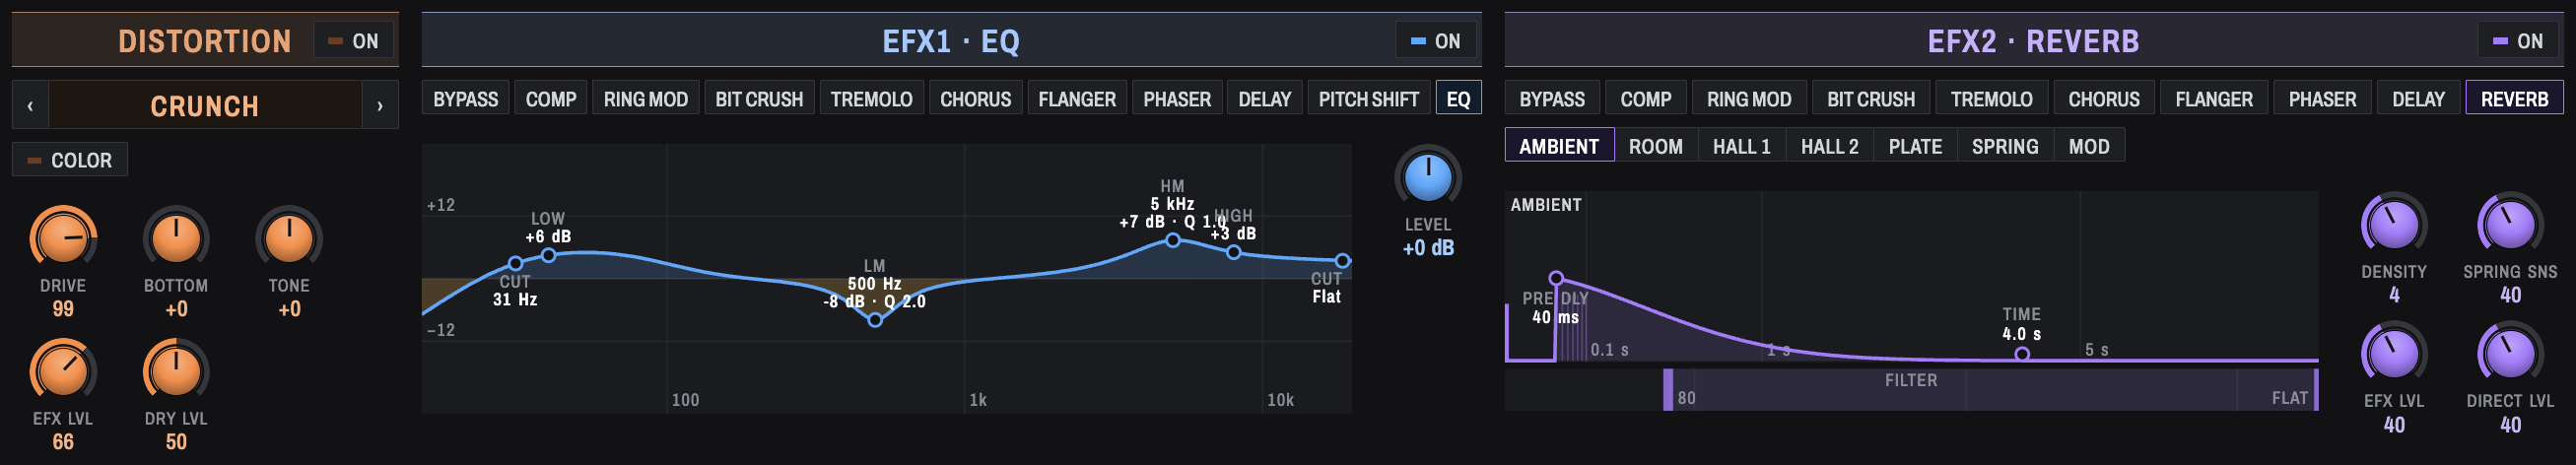 DISTORTION
ON
‹ CRUNCH ›
COLOR
DRIVE
99
BOTTOM
+0
TONE
+0
EFX LVL
66
DRY LVL
50
EFX1 · EQ
ON
BYPASS COMP RING MOD BIT CRUSH TREMOLO CHORUS FLANGER PHASER DELAY PITCH SHIFT EQ
+12
−12
LOW
+6 dB
CUT
31 Hz
LM
500 Hz
-8 dB · Q 2.0
HM
5 kHz
+7 dB · Q 1.0
HIGH
+3 dB
CUT
Flat
100 1k 10k
LEVEL
+0 dB
EFX2 · REVERB
ON
BYPASS COMP RING MOD BIT CRUSH TREMOLO CHORUS FLANGER PHASER DELAY REVERB
AMBIENT ROOM HALL 1 HALL 2 PLATE SPRING MOD
AMBIENT
PRE DLY
40 ms
TIME
4.0 s
0.1 s 1 s 5 s
FILTER
80 FLAT
DENSITY
4
SPRING SNS
40
EFX LVL
40
DIRECT LVL
40